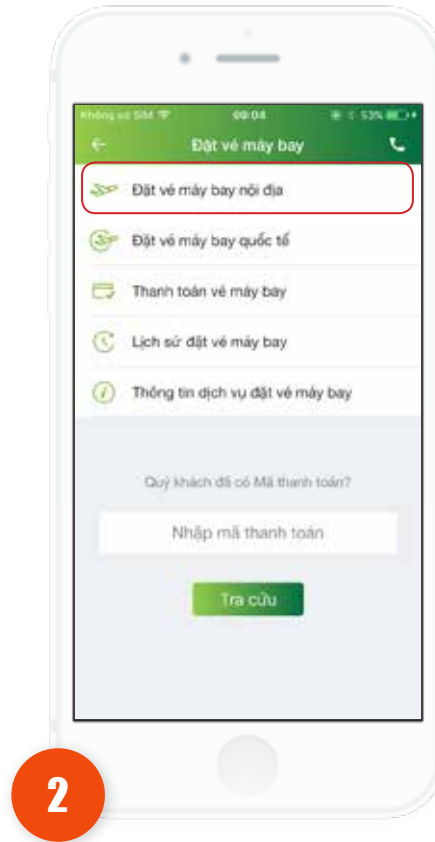 Không có SIM 09:04 53%
Đặt vé máy bay
Đặt vé máy bay nội địa
Đặt vé máy bay quốc tế
Thanh toán vé máy bay
Lịch sử đặt vé máy bay
Thông tin dịch vụ đặt vé máy bay
Quý khách đã có Mã thanh toán?
Nhập mã thanh toán
Tra cứu
2